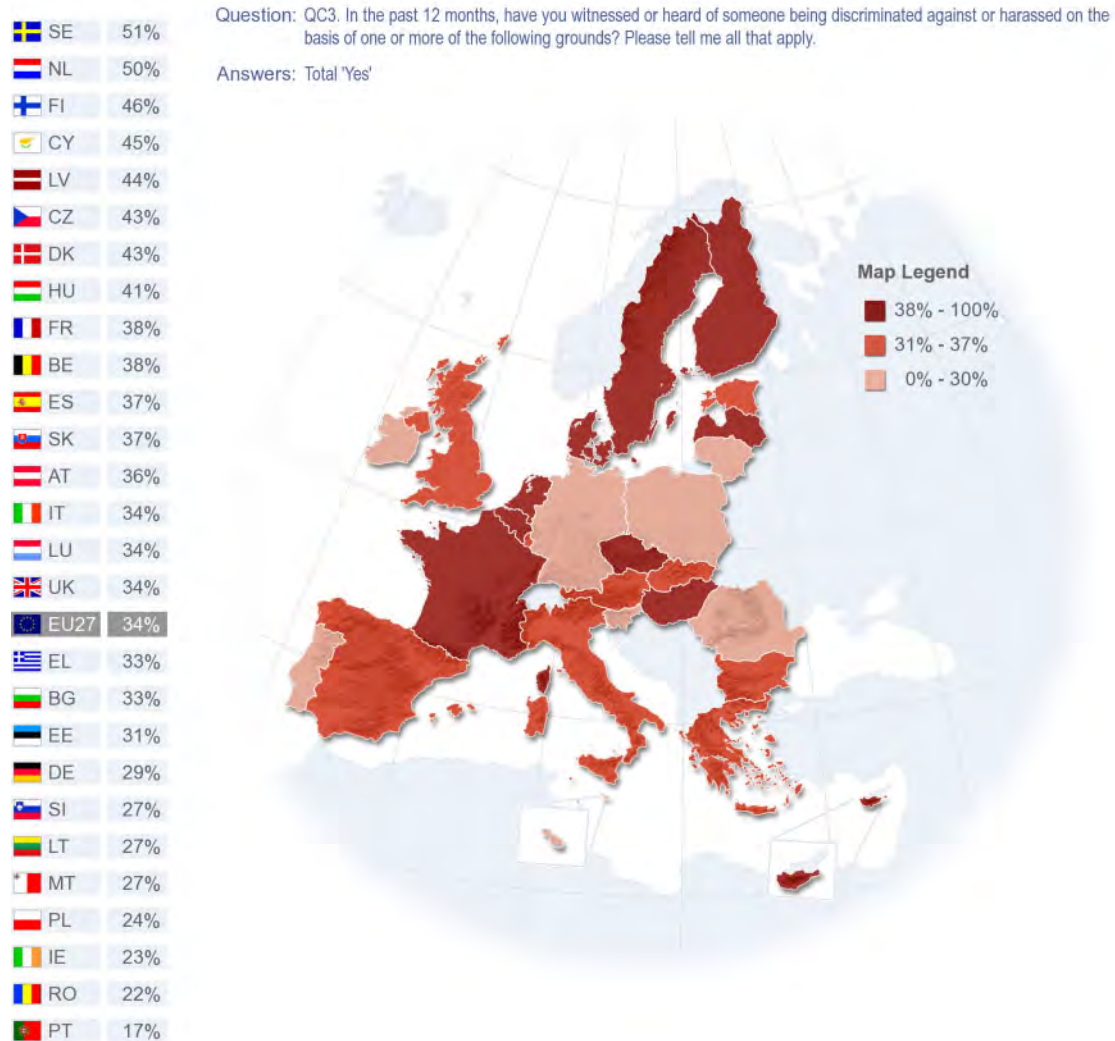 Question: QC3. In the past 12 months, have you witnessed or heard of someone being discriminated against or harassed on the
basis of one or more of the following grounds? Please tell me all that apply.
Answers: Total 'Yes'
SE 51%
NL 50%
FI 46%
CY 45%
LV 44%
CZ 43%
DK 43%
HU 41%
FR 38%
BE 38%
ES 37%
SK 37%
AT 36%
IT 34%
LU 34%
UK 34%
EU27 34%
EL 33%
BG 33%
EE 31%
DE 29%
SI 27%
LT 27%
MT 27%
PL 24%
IE 23%
RO 22%
PT 17%
Map Legend
38% - 100%
31% - 37%
0% - 30%